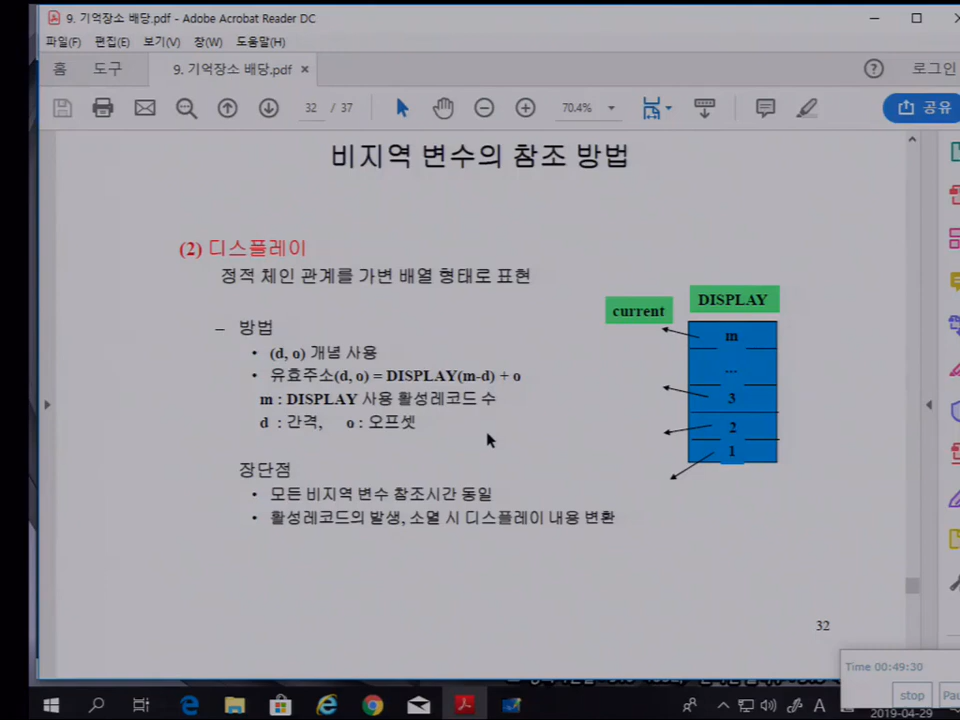 9. 기억장소 배당.pdf - Adobe Acrobat Reader DC
파일(F) 편집(E) 보기(V) 창(W) 도움말(H)
홈 도구 9. 기억장소 배당.pdf × 로그인
32 / 37 70.4% 공유
비지역 변수의 참조 방법
(2) 디스플레이
정적 체인 관계를 가변 배열 형태로 표현
– 방법
• (d, o) 개념 사용
• 유효주소(d, o) = DISPLAY(m-d) + o
m : DISPLAY 사용 활성레코드 수
d : 간격, o : 오프셋
장단점
• 모든 비지역 변수 참조시간 동일
• 활성레코드의 발생, 소멸 시 디스플레이 내용 변환
current
DISPLAY
m
...
3
2
1
32
Time 00:49:30
stop
2019-04-29